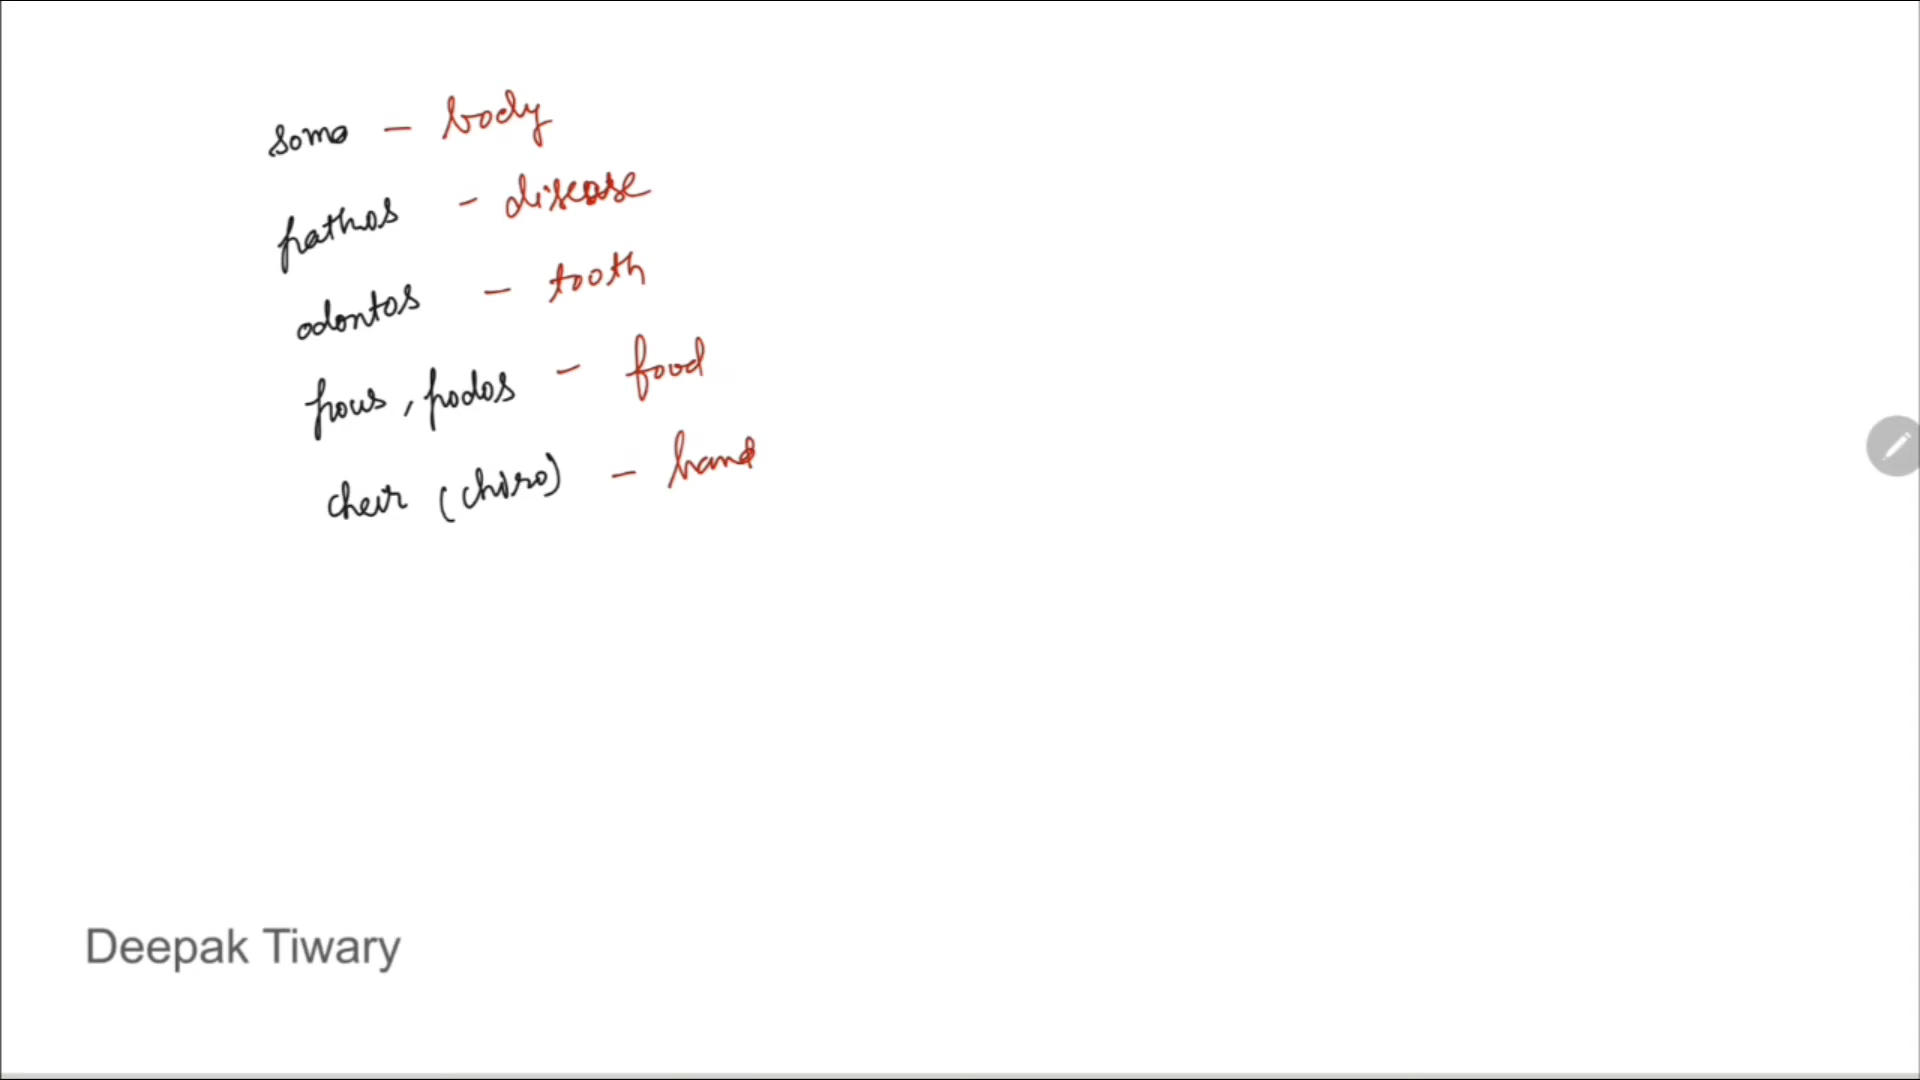 soma - body
pathos - disease
odontos - tooth
pous, podos - food
cheir (chiro) - hand
Deepak Tiwary